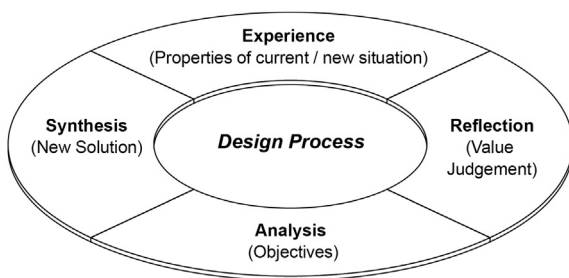 Experience
(Properties of current / new situation)
Synthesis
(New Solution)
Design Process
Reflection
(Value
Judgement)
Analysis
(Objectives)